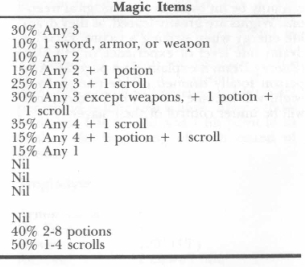 Magic Items
30% Any 3
10% 1 sword, armor, or weapon
10% Any 2
15% Any 2 + 1 potion
25% Any 3 + 1 scroll
30% Any 3 except weapons, + 1 potion +
1 scroll
35% Any 4 + 1 scroll
15% Any 4 + 1 potion + 1 scroll
15% Any 1
Nil
Nil
Nil
Nil
40% 2-8 potions
50% 1-4 scrolls